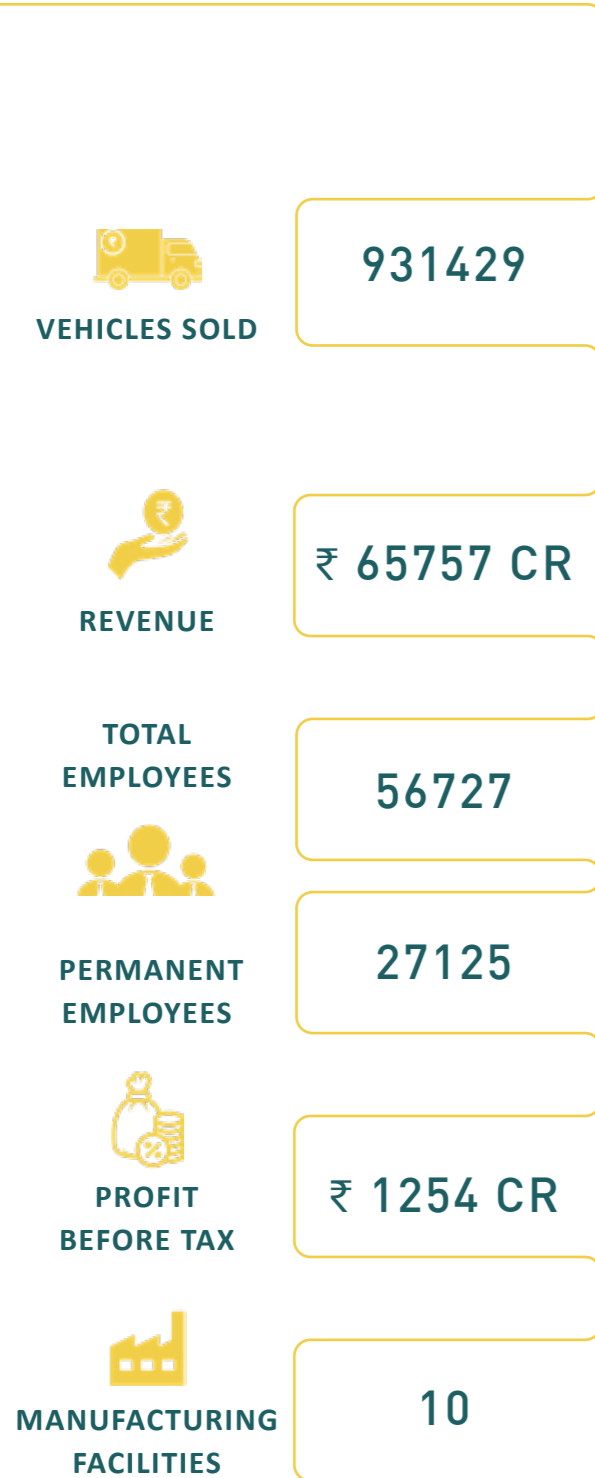 VEHICLES SOLD
931429
REVENUE
₹ 65757 CR
TOTAL
EMPLOYEES
56727
PERMANENT
EMPLOYEES
27125
PROFIT
BEFORE TAX
₹ 1254 CR
MANUFACTURING
FACILITIES
10